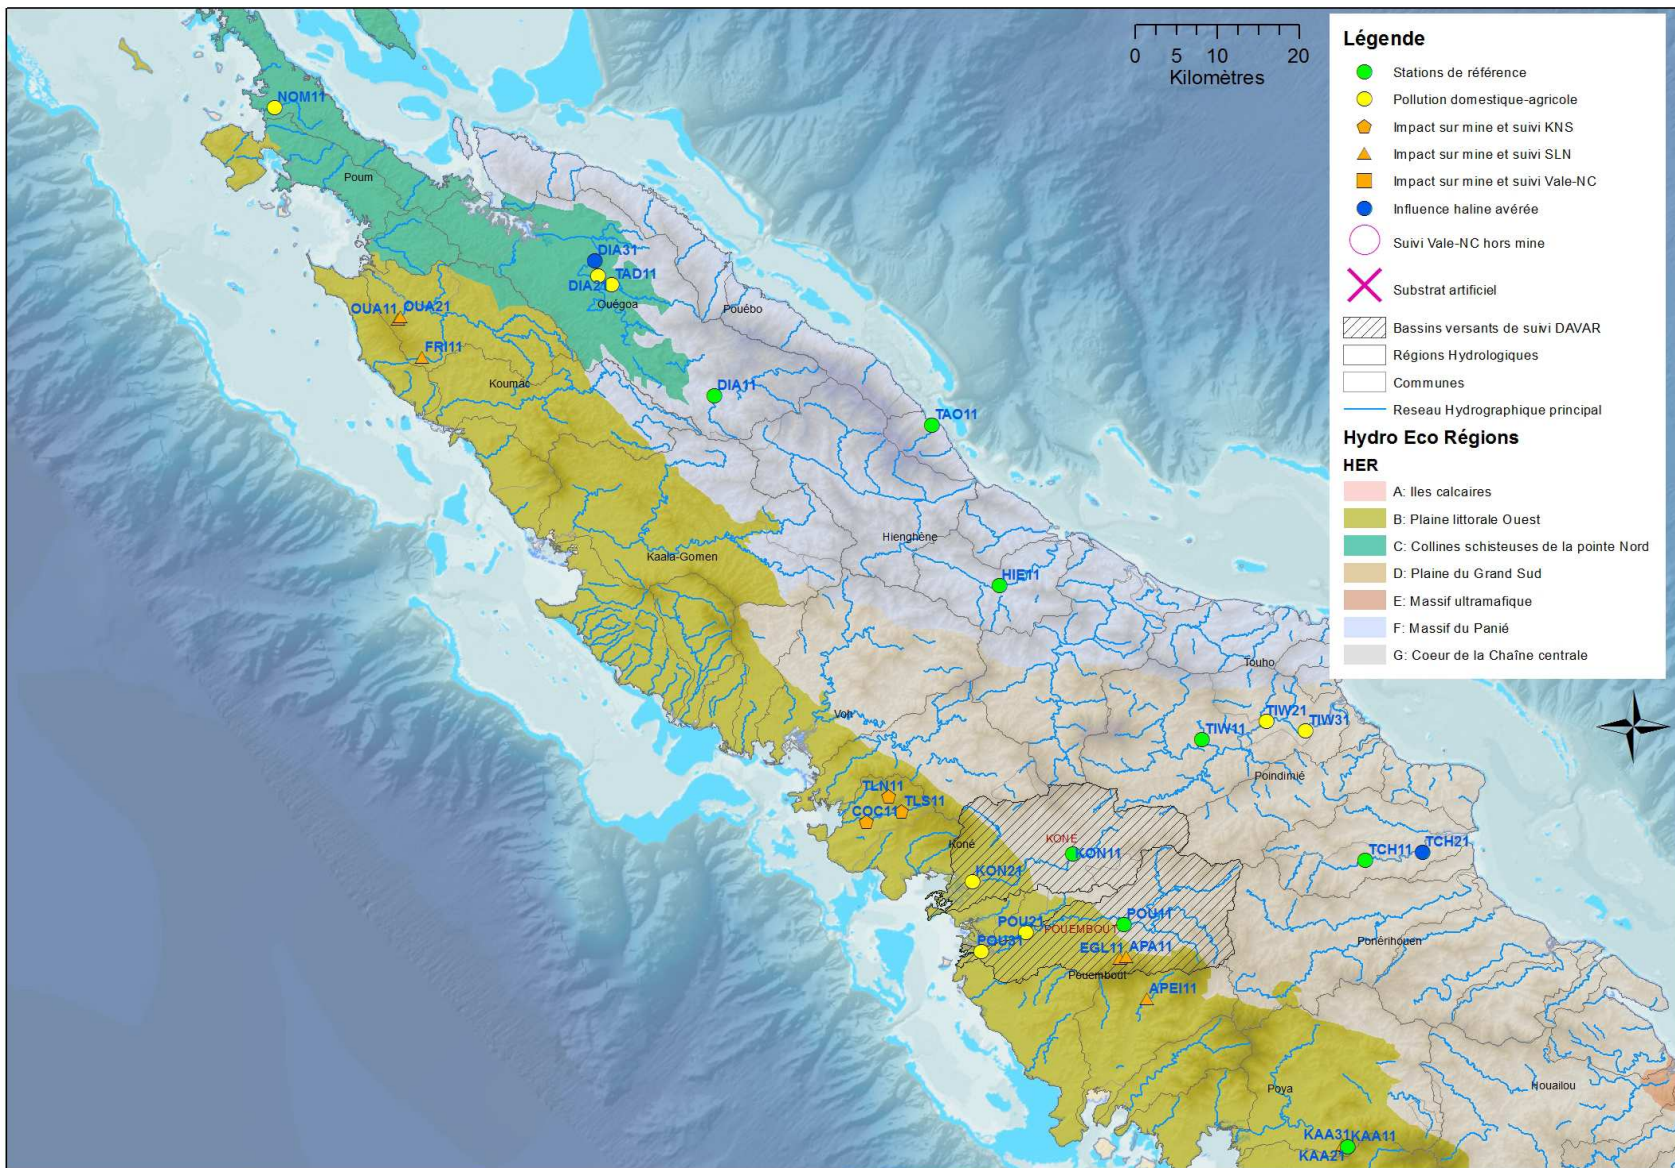 0 5 10 20
Kilomètres
Légende
Stations de référence
Pollution domestique-agricole
Impact sur mine et suivi KNS
Impact sur mine et suivi SLN
Impact sur mine et suivi Vale-NC
Influence haline avérée
Suivi Vale-NC hors mine
Substrat artificiel
Bassins versants de suivi DAVAR
Régions Hydrologiques
Communes
Reseau Hydrographique principal
Hydro Eco Régions
HER
A: Iles calcaires
B: Plaine littorale Ouest
C: Collines schisteuses de la pointe Nord
D: Plaine du Grand Sud
E: Massif ultramafique
F: Massif du Panié
G: Coeur de la Chaîne centrale
NOM11
Poum
DIA31
TAD11
DIA21
Ouégoa
Pouébo
OUA11
OUA21
FRI11
Koumac
DIA11
TAO11
Hienghène
Kaala-Gomen
HIE11
Touho
Voh
TIW21
TIW11
TIW31
Poindimié
TLN11
TLS11
COC11
KONE
Koné
KON11
TCH11
TCH21
KON21
POU11
POU21
POUEMBOUT
POU31
EGL11
APA11
Ponérihouen
Pouembout
APEI11
Poya
Houailou
KAA31
KAA11
KAA21